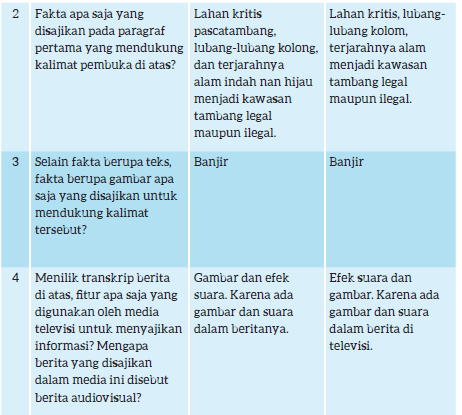 2
Fakta apa saja yang
disajikan pada paragraf
pertama yang mendukung
kalimat pembuka di atas?
Lahan kritis
pascatambang,
lubang-lubang kolong,
dan terjarahnya
alam indah nan hijau
menjadi kawasan
tambang legal
maupun ilegal.
Lahan kritis, lubang-
lubang kolom,
terjarahnya alam
menjadi kawasan
tambang legal
maupun ilegal.
3
Selain fakta berupa teks,
fakta berupa gambar apa
saja yang disajikan untuk
mendukung kalimat
tersebut?
Banjir
Banjir
4
Menilik transkrip berita
di atas, fitur apa saja yang
digunakan oleh media
televisi untuk menyajikan
informasi? Mengapa
berita yang disajikan
dalam media ini disebut
berita audiovisual?
Gambar dan efek
suara. Karena ada
gambar dan suara
dalam beritanya.
Efek suara dan
gambar. Karena ada
gambar dan suara
dalam berita di
televisi.